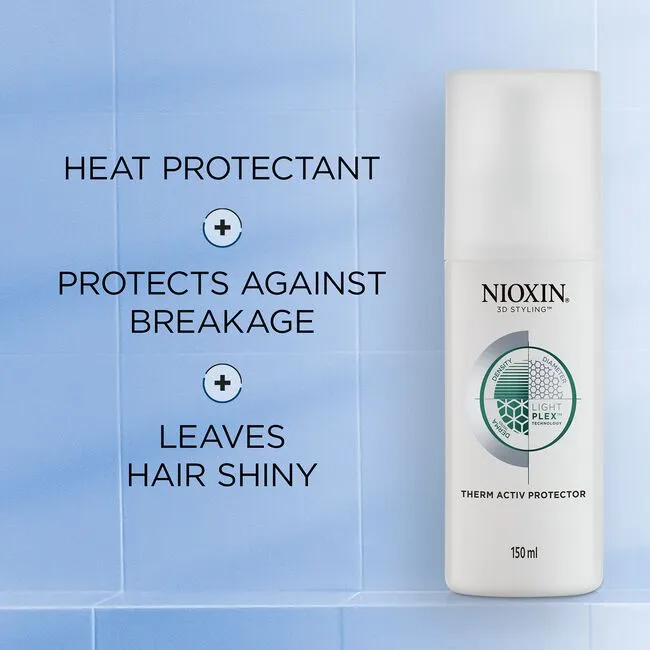 HEAT PROTECTANT
+
PROTECTS AGAINST
BREAKAGE
+
LEAVES
HAIR SHINY
NIOXIN®
3D STYLING™
DENSITY
DIAMETER
DERMA
LIGHT
PLEX™
TECHNOLOGY
THERM ACTIV PROTECTOR
150 ml